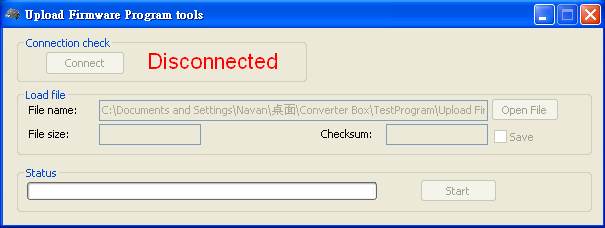 Upload Firmware Program tools
Connection check
Connect
Disconnected
Load file
File name:
C:\Documents and Settings\Navan\桌面\Converter Box\TestProgram\Upload Fir
Open File
File size:
Checksum:
Save
Status
Start